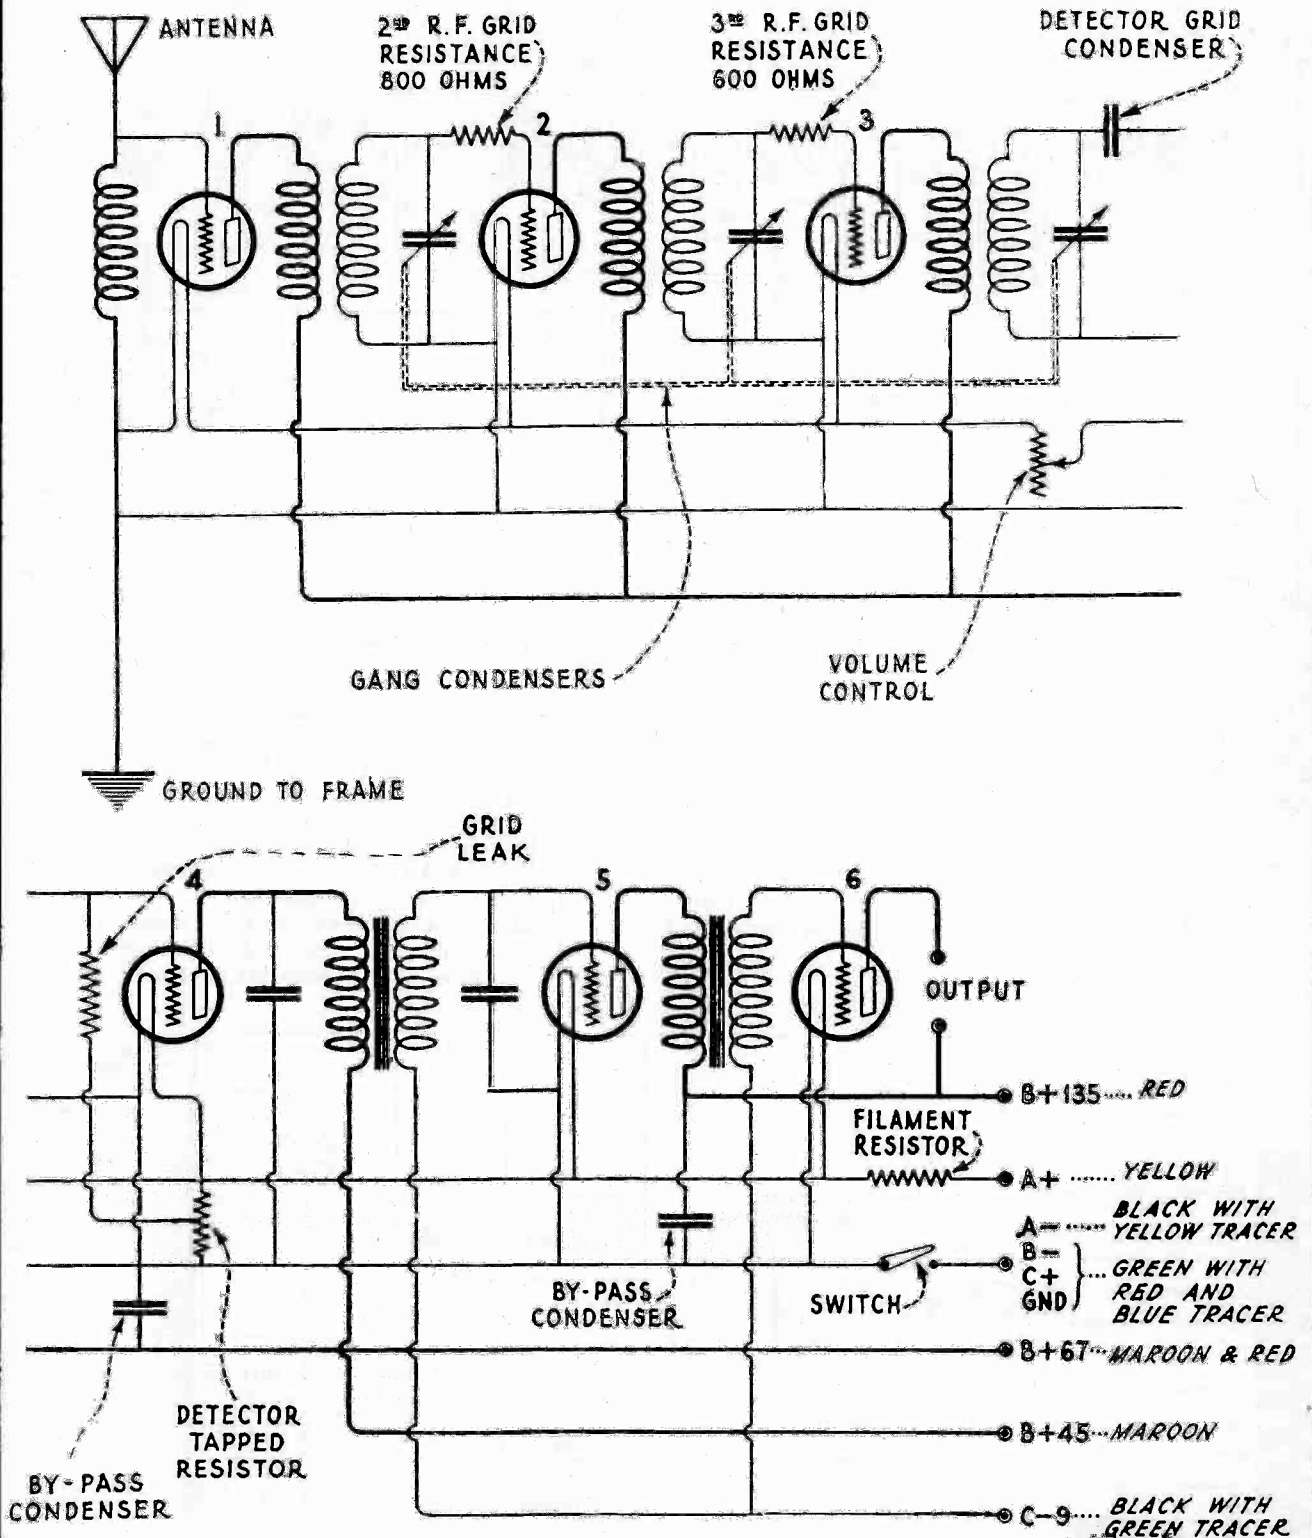 ANTENNA
2ND R.F. GRID
RESISTANCE
800 OHMS
3RD R.F. GRID
RESISTANCE
600 OHMS
DETECTOR GRID
CONDENSER
1
2
3
GANG CONDENSERS
VOLUME
CONTROL
GROUND TO FRAME
GRID
LEAK
4
5
6
OUTPUT
B+135..... RED
FILAMENT
RESISTOR
A+ ....... YELLOW
A- ...... BLACK WITH
YELLOW TRACER
B-
C+
GND
... GREEN WITH
RED AND
BLUE TRACER
BY-PASS
CONDENSER
SWITCH
B+67.. MAROON & RED
DETECTOR
TAPPED
RESISTOR
B+45... MAROON
BY-PASS
CONDENSER
C-9.... BLACK WITH
GREEN TRACER